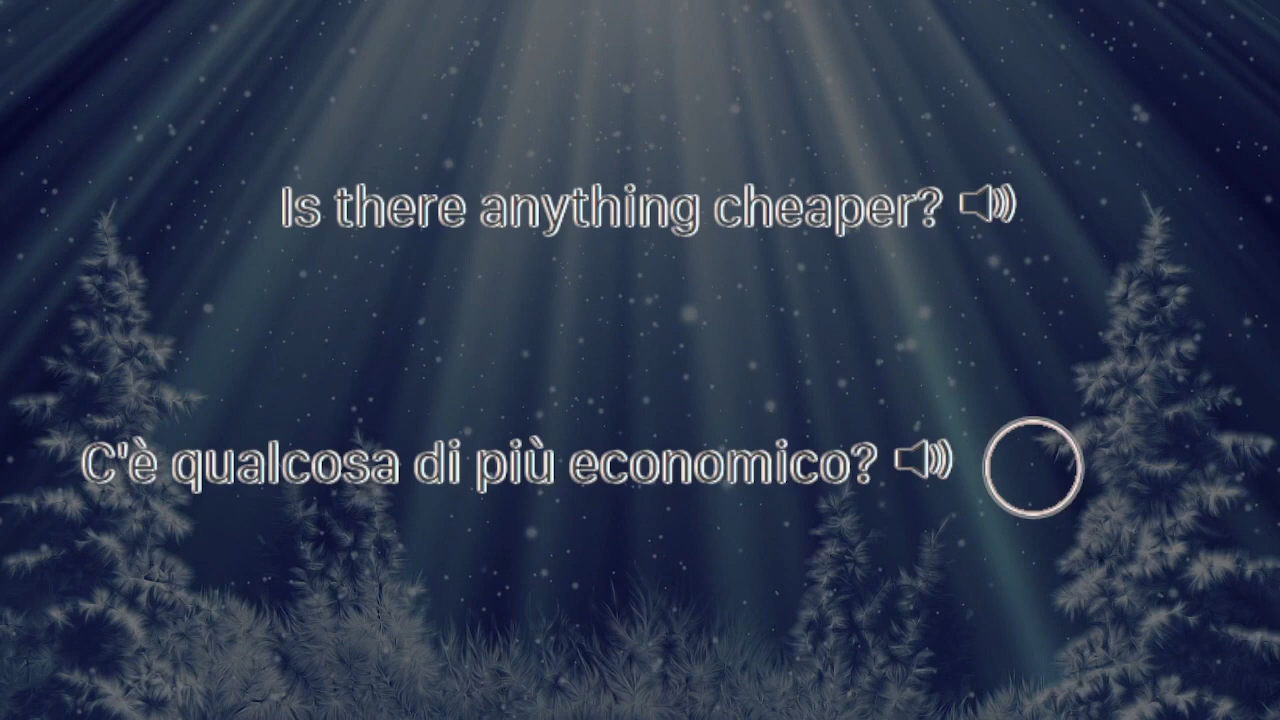 Is there anything cheaper?
C'è qualcosa di più economico?